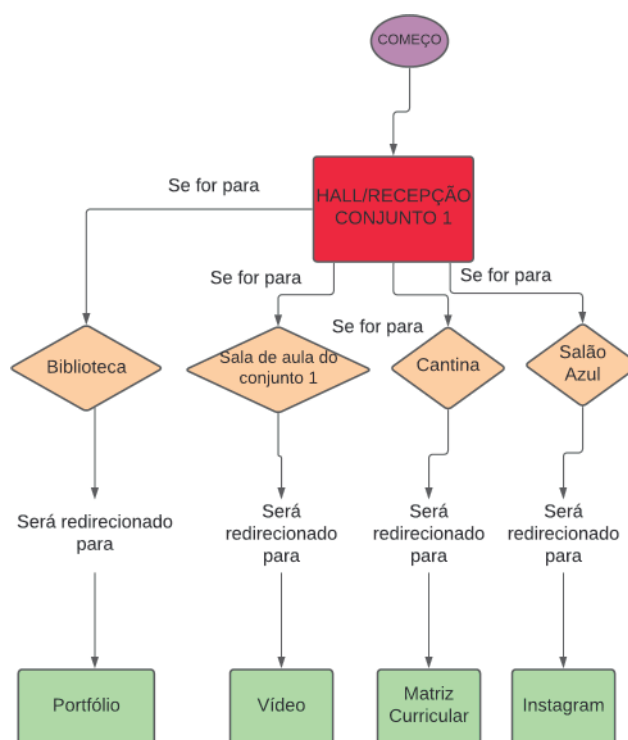 COMEÇO
HALL/RECEPÇÃO
CONJUNTO 1
Se for para
Se for para
Se for para
Se for para
Biblioteca
Sala de aula do
conjunto 1
Cantina
Salão
Azul
Será redirecionado
para
Será
redirecionado
para
Será
redirecionado
para
Será
redirecionado
para
Portfólio
Vídeo
Matriz
Curricular
Instagram